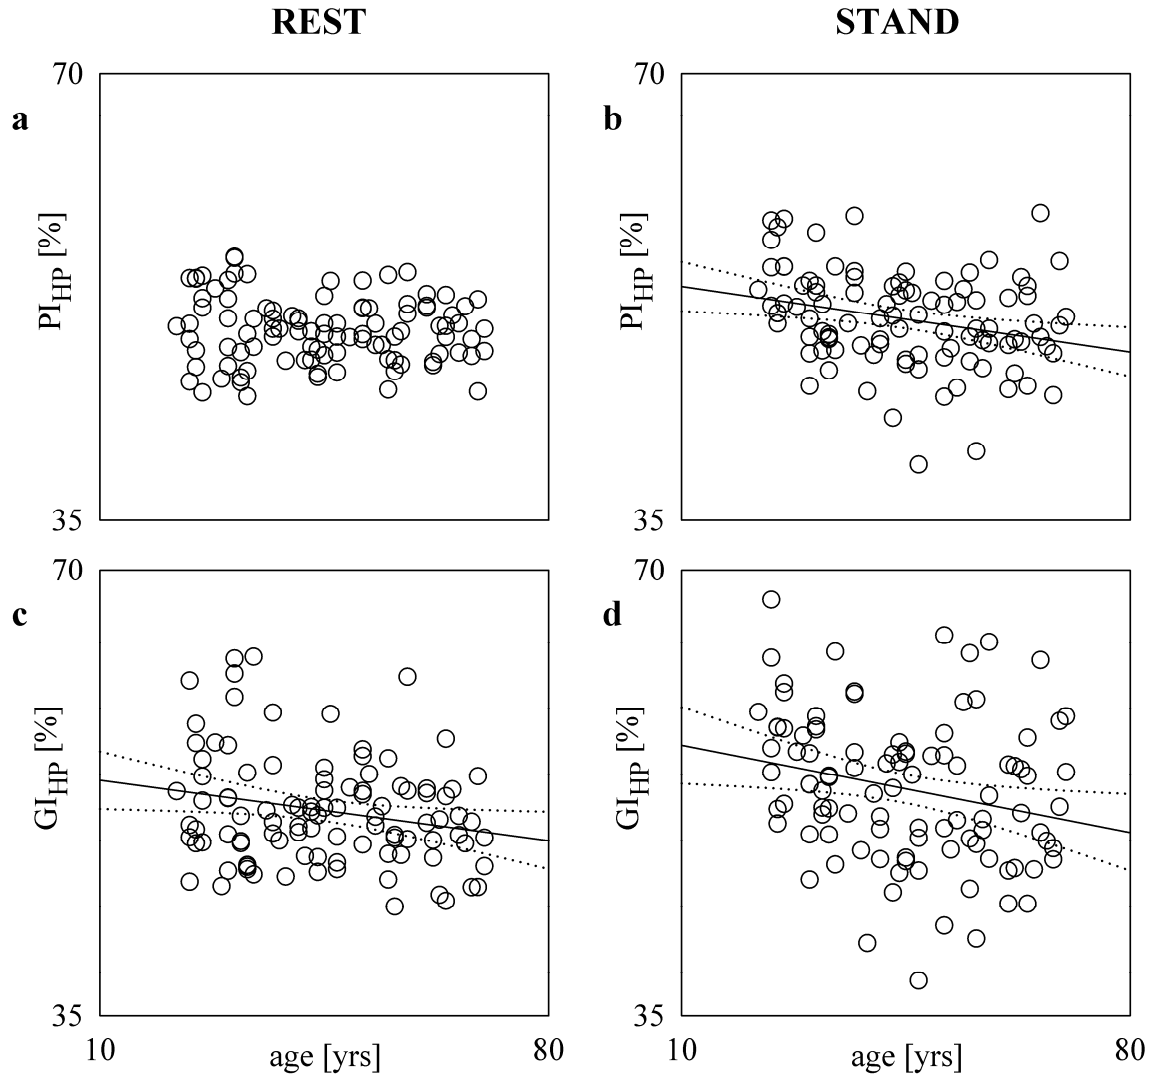 REST
STAND
70
70
a
b
PI_HP [%]
PI_HP [%]
35
35
70
70
c
d
GI_HP [%]
GI_HP [%]
35
35
10
age [yrs]
80
10
age [yrs]
80